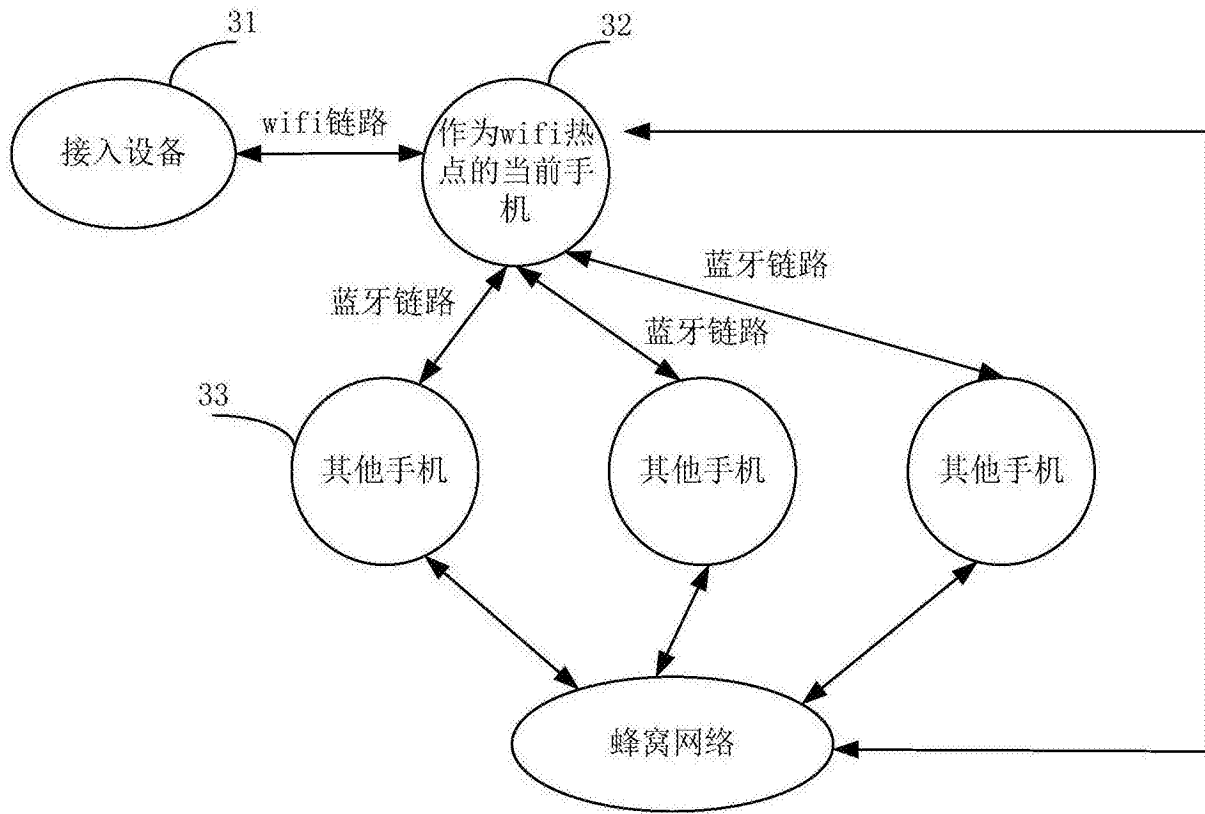 31
32
接入设备
wifi链路
作为wifi热
点的当前手
机
蓝牙链路
蓝牙链路
蓝牙链路
33
其他手机
其他手机
其他手机
蜂窝网络